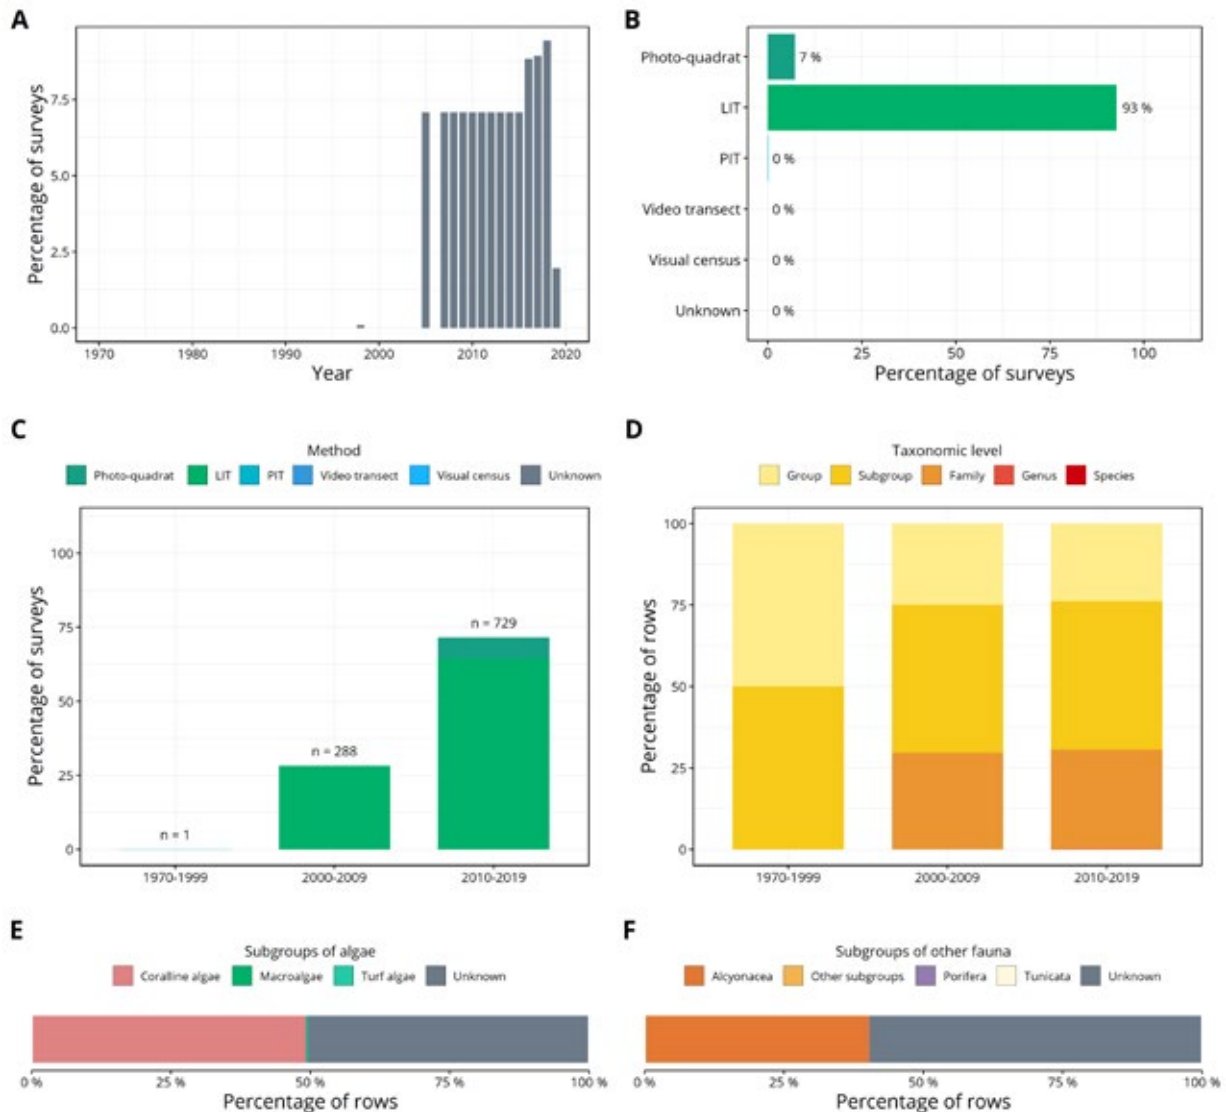 A
Percentage of surveys
7.5
5.0
2.5
0.0
1970 1980 1990 2000 2010 2020
Year
B
Photo-quadrat 7 %
LIT 93 %
PIT 0 %
Video transect 0 %
Visual census 0 %
Unknown 0 %
0 25 50 75 100
Percentage of surveys
C
Method
Photo-quadrat LIT PIT Video transect Visual census Unknown
Percentage of surveys
100
75
50
25
0
n = 1
n = 288
n = 729
1970-1999 2000-2009 2010-2019
D
Taxonomic level
Group Subgroup Family Genus Species
Percentage of rows
100
75
50
25
0
1970-1999 2000-2009 2010-2019
E
Subgroups of algae
Coralline algae Macroalgae Turf algae Unknown
0 % 25 % 50 % 75 % 100 %
Percentage of rows
F
Subgroups of other fauna
Alcyonacea Other subgroups Porifera Tunicata Unknown
0 % 25 % 50 % 75 % 100 %
Percentage of rows